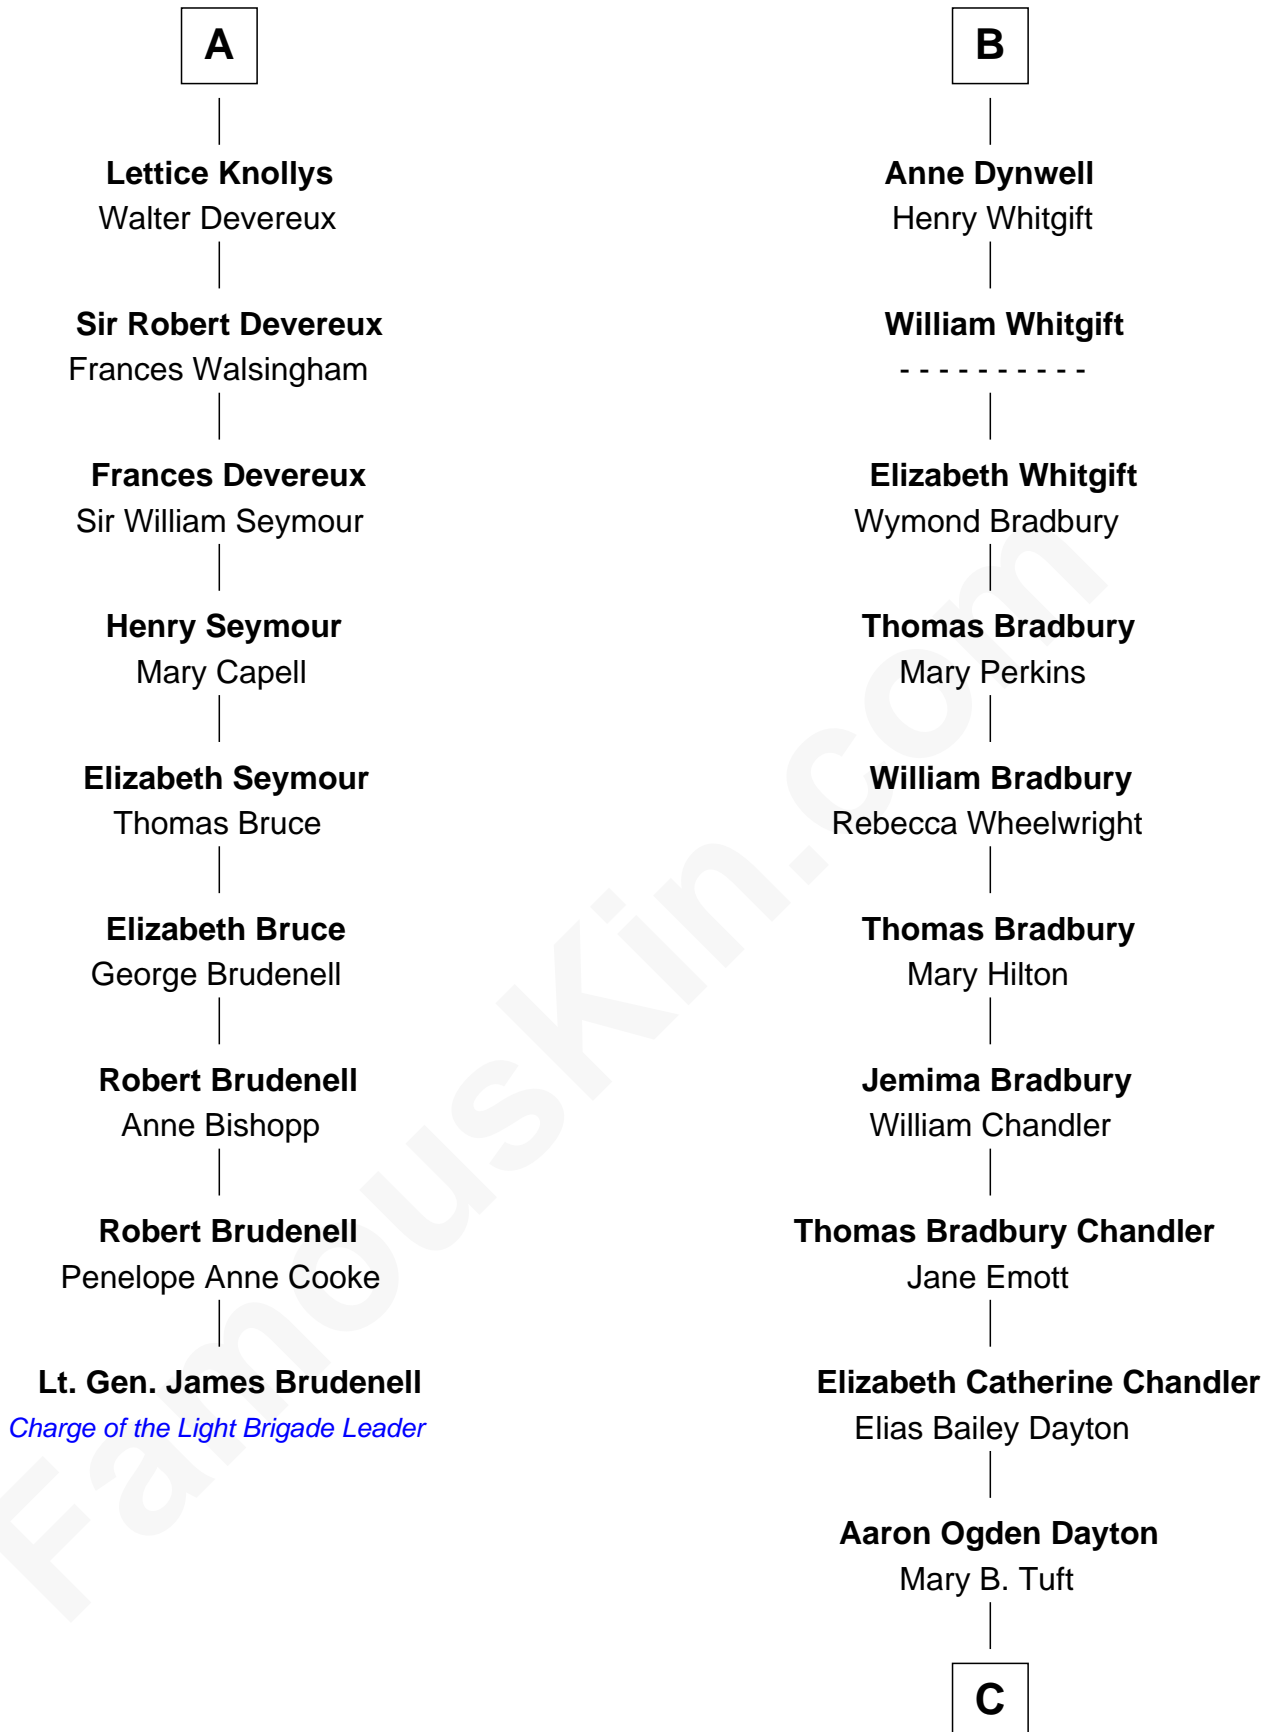 A
Lettice Knollys
Walter Devereux
Sir Robert Devereux
Frances Walsingham
Frances Devereux
Sir William Seymour
Henry Seymour
Mary Capell
Elizabeth Seymour
Thomas Bruce
Elizabeth Bruce
George Brudenell
Robert Brudenell
Anne Bishopp
Robert Brudenell
Penelope Anne Cooke
Lt. Gen. James Brudenell
Charge of the Light Brigade Leader
B
Anne Dynwell
Henry Whitgift
William Whitgift
- - - - - - - - - -
Elizabeth Whitgift
Wymond Bradbury
Thomas Bradbury
Mary Perkins
William Bradbury
Rebecca Wheelwright
Thomas Bradbury
Mary Hilton
Jemima Bradbury
William Chandler
Thomas Bradbury Chandler
Jane Emott
Elizabeth Catherine Chandler
Elias Bailey Dayton
Aaron Ogden Dayton
Mary B. Tuft
C
FamousKin.com